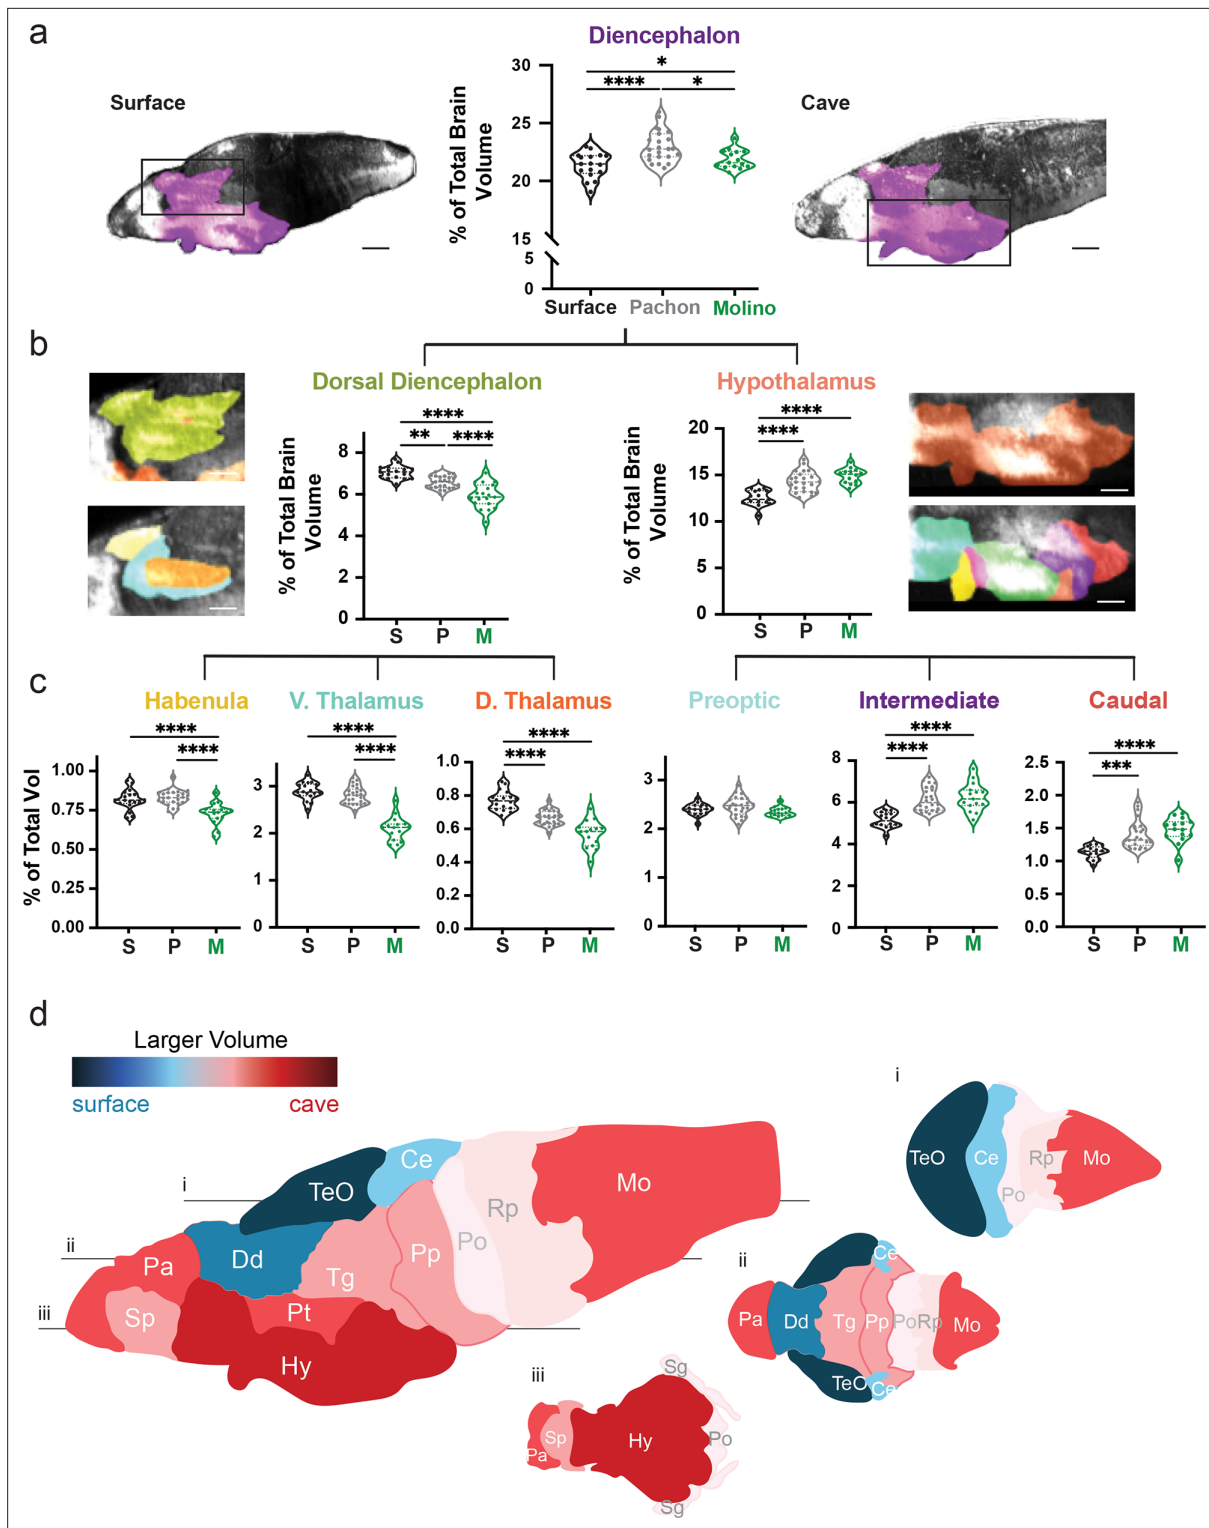 a
Diencephalon
Surface
Cave
% of Total Brain
Volume
30
25
20
15
5
0
*
****
*
Surface
Pachon
Molino
b
Dorsal Diencephalon
% of Total Brain
Volume
8
6
4
2
0
****
**
****
S
P
M
Hypothalamus
% of Total Brain
Volume
20
15
10
5
0
****
****
S
P
M
c
% of Total Vol
Habenula
1.00
0.75
0.50
0.25
0.00
****
****
S
P
M
V. Thalamus
3
2
1
0
****
****
S
P
M
D. Thalamus
1.0
0.8
0.6
0.4
0.2
0.0
****
****
S
P
M
Preoptic
3
2
1
0
S
P
M
Intermediate
8
6
4
2
0
****
****
S
P
M
Caudal
2.5
2.0
1.5
1.0
0.5
0.0
****
***
S
P
M
d
Larger Volume
surface
cave
i
ii
iii
TeO
Ce
Mo
Rp
Po
Pp
Dd
Tg
Pa
Sp
Pt
Hy
i
TeO
Ce
Rp
Po
Mo
ii
Ce
Pa
Dd
Tg
Pp
Po
Rp
Mo
TeO
Ce
iii
Sg
Sp
Pa
Hy
Po
Sg